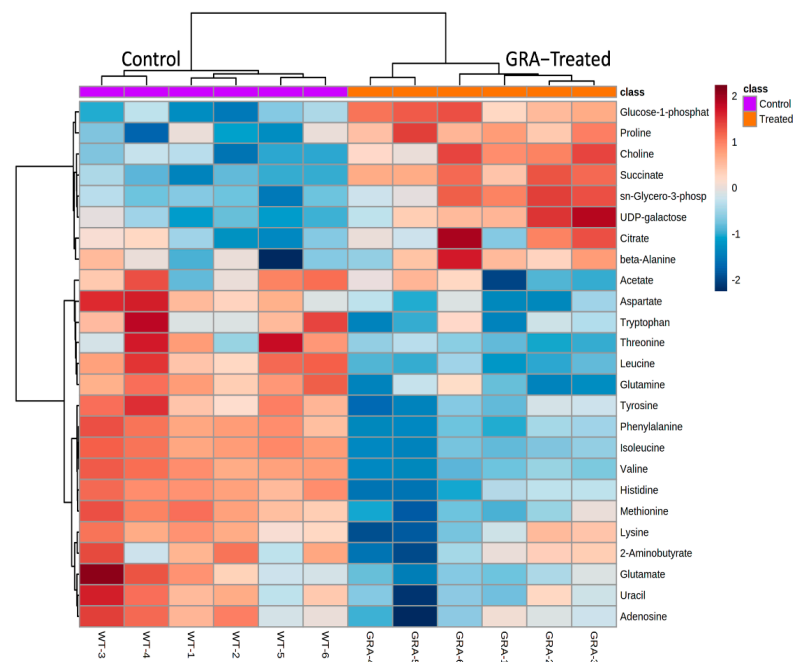 Control
GRA-Treated
class
Glucose-1-phosphat
Proline
Choline
Succinate
sn-Glycero-3-phosp
UDP-galactose
Citrate
beta-Alanine
Acetate
Aspartate
Tryptophan
Threonine
Leucine
Glutamine
Tyrosine
Phenylalanine
Isoleucine
Valine
Histidine
Methionine
Lysine
2-Aminobutyrate
Glutamate
Uracil
Adenosine
WT-3 WT-4 WT-1 WT-2 WT-5 WT-6
2
1
0
-1
-2
class
Control
Treated